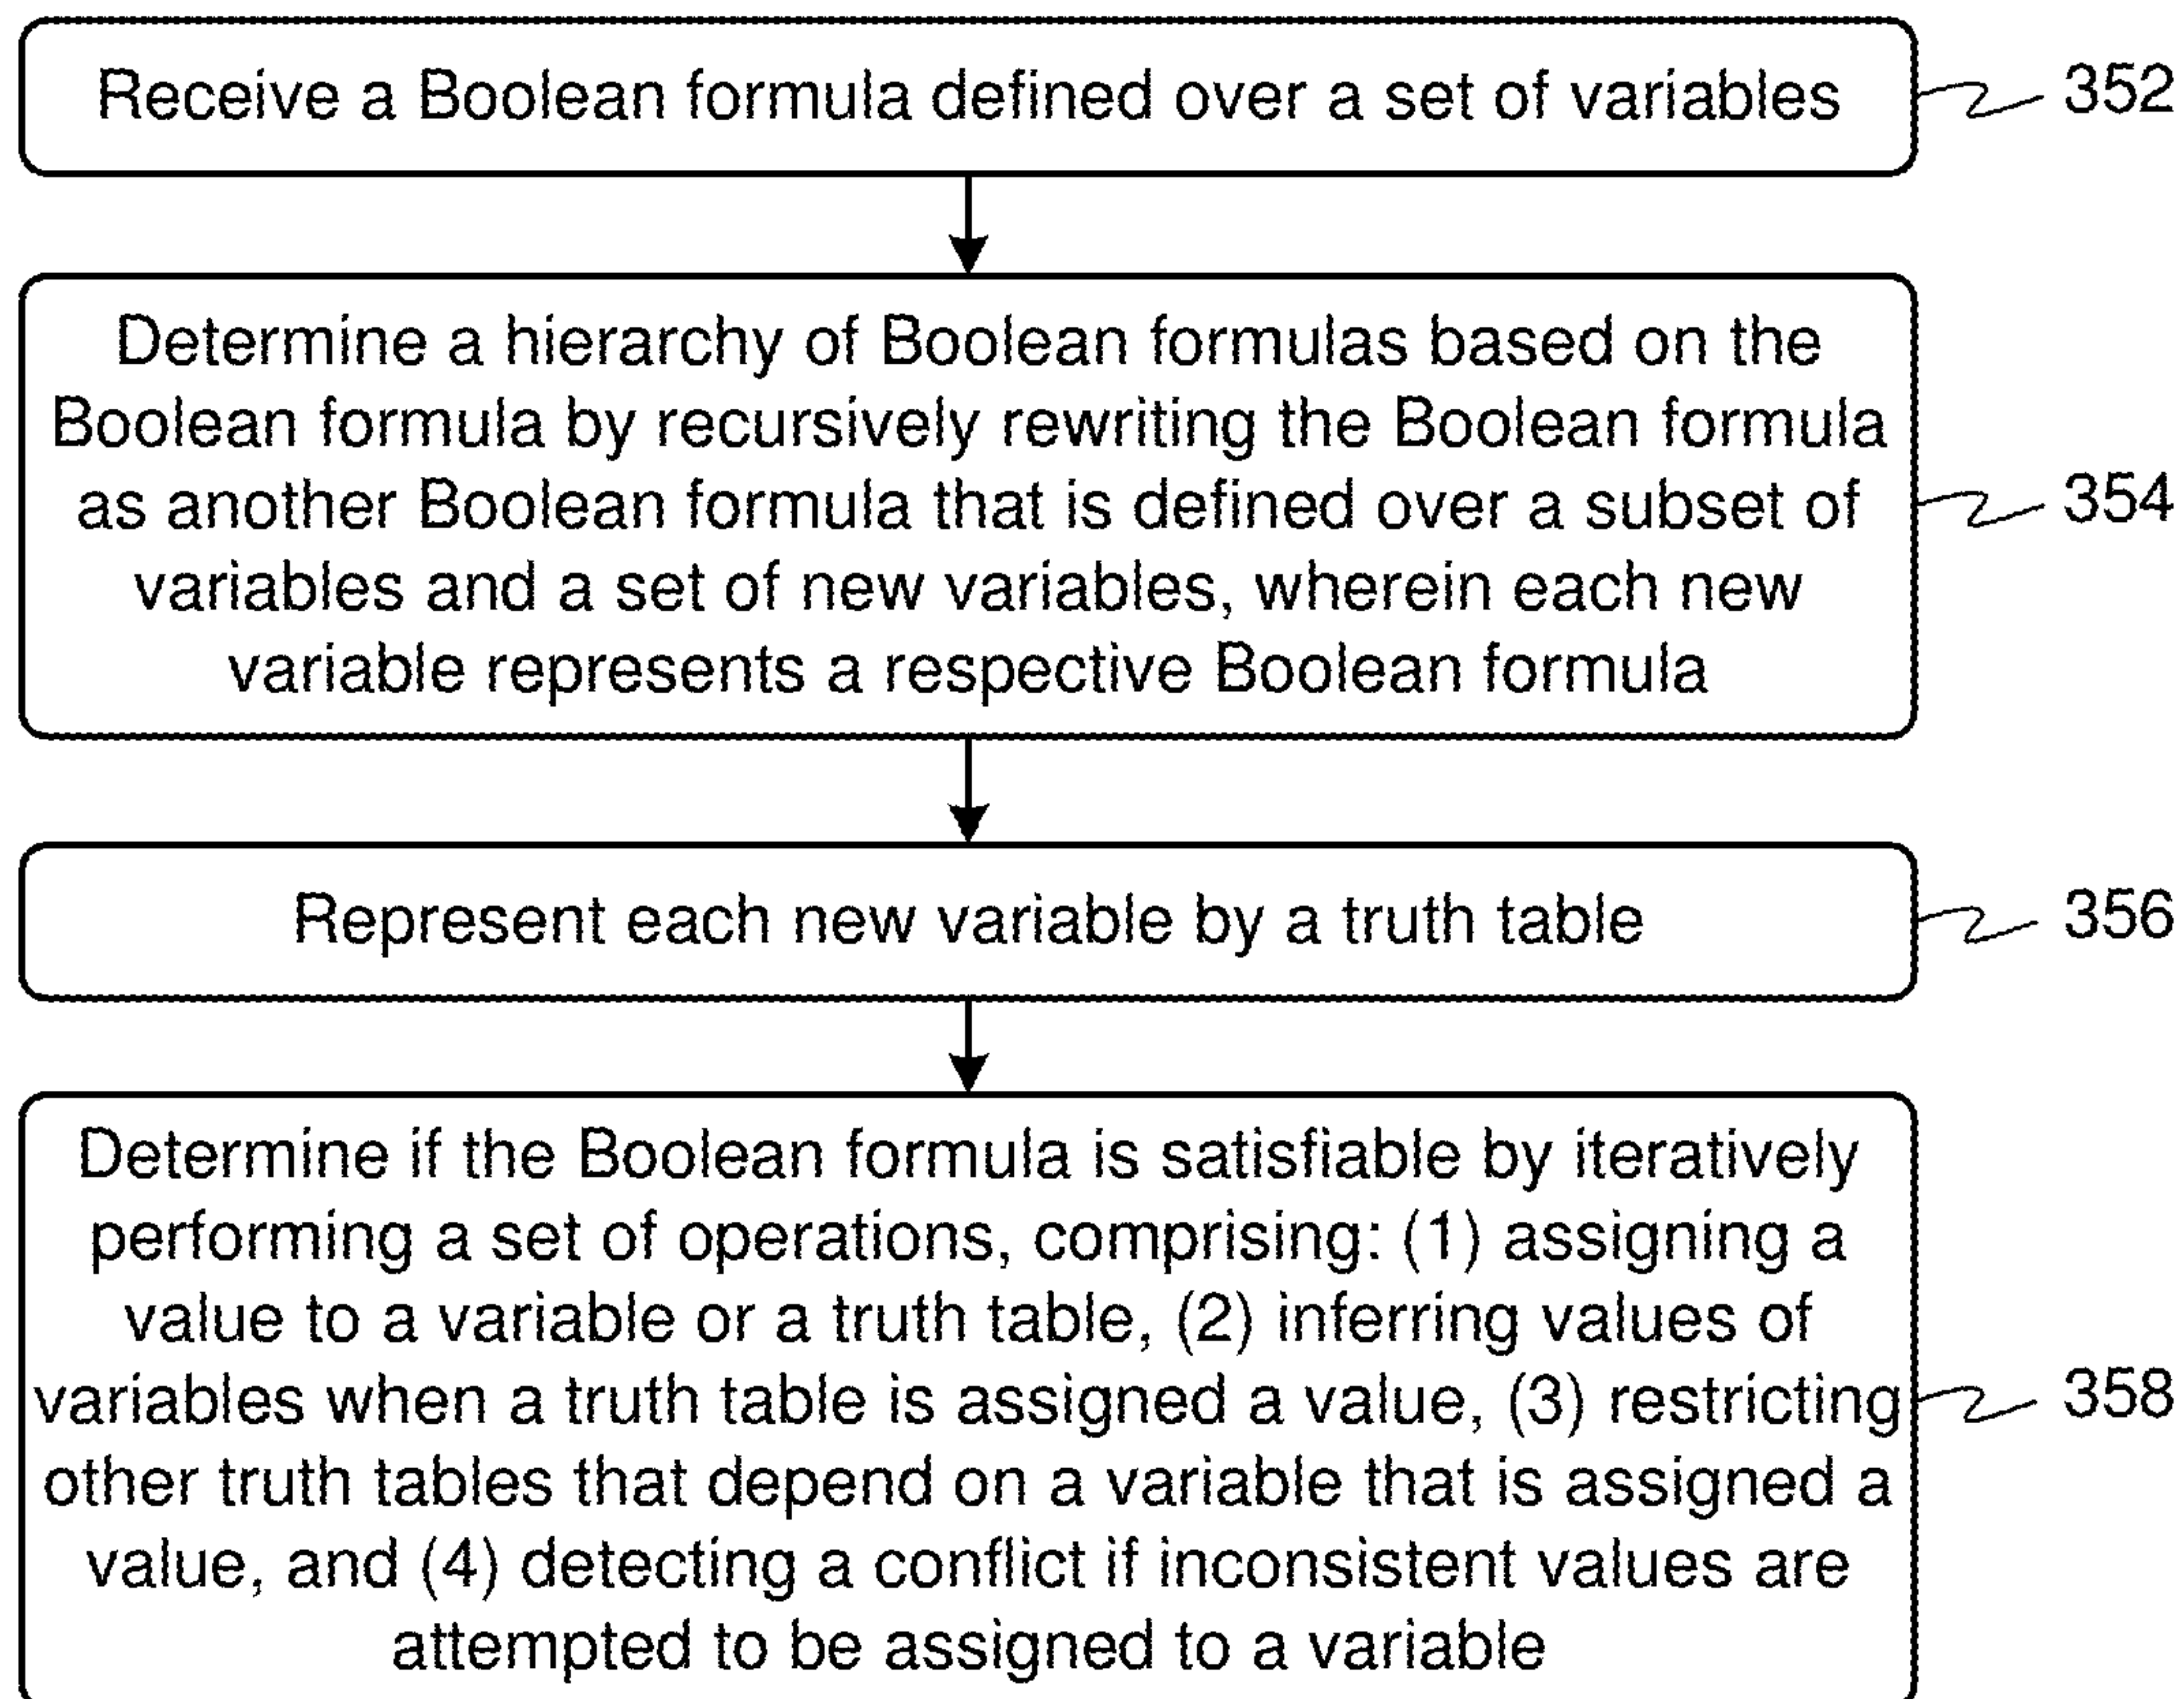 Receive a Boolean formula defined over a set of variables
352
Determine a hierarchy of Boolean formulas based on the
Boolean formula by recursively rewriting the Boolean formula
as another Boolean formula that is defined over a subset of
variables and a set of new variables, wherein each new
variable represents a respective Boolean formula
354
Represent each new variable by a truth table
356
Determine if the Boolean formula is satisfiable by iteratively
performing a set of operations, comprising: (1) assigning a
value to a variable or a truth table, (2) inferring values of
variables when a truth table is assigned a value, (3) restricting
other truth tables that depend on a variable that is assigned a
value, and (4) detecting a conflict if inconsistent values are
attempted to be assigned to a variable
358